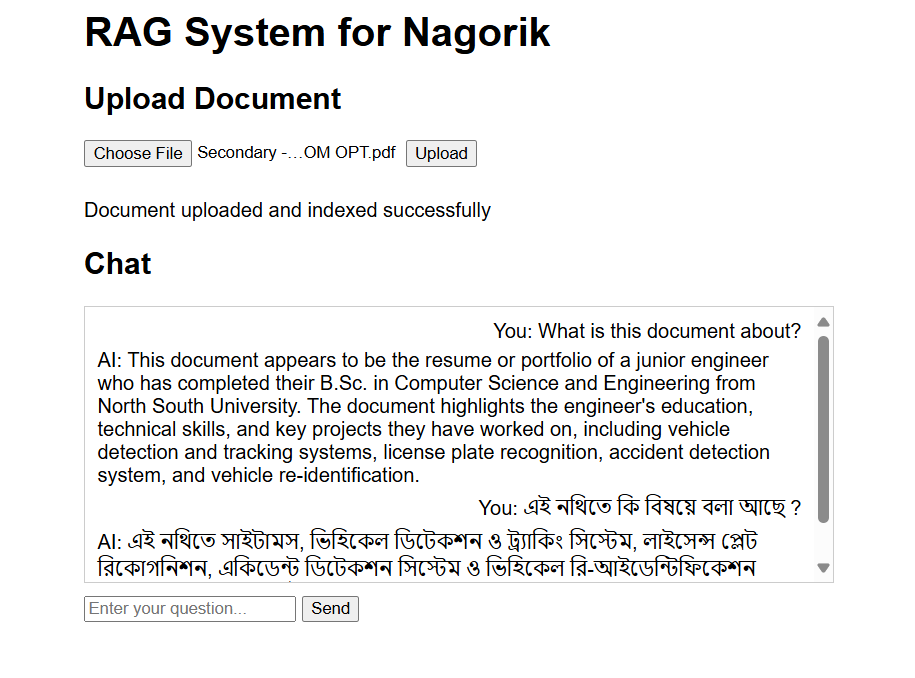 RAG System for Nagorik
Upload Document
Choose File Secondary -...OM OPT.pdf Upload
Document uploaded and indexed successfully
Chat
You: What is this document about?
AI: This document appears to be the resume or portfolio of a junior engineer
who has completed their B.Sc. in Computer Science and Engineering from
North South University. The document highlights the engineer's education,
technical skills, and key projects they have worked on, including vehicle
detection and tracking systems, license plate recognition, accident detection
system, and vehicle re-identification.
You: এই নথিতে কি বিষয়ে বলা আছে ?
AI: এই নথিতে সাইটামস, ভিহিকেল ডিটেকশন ও ট্র্যাকিং সিস্টেম, লাইসেন্স প্লেট
রিকোগনিশন, একিডেন্ট ডিটেকশন সিস্টেম ও ভিহিকেল রি-আইডেন্টিফিকেশন
Enter your question... Send